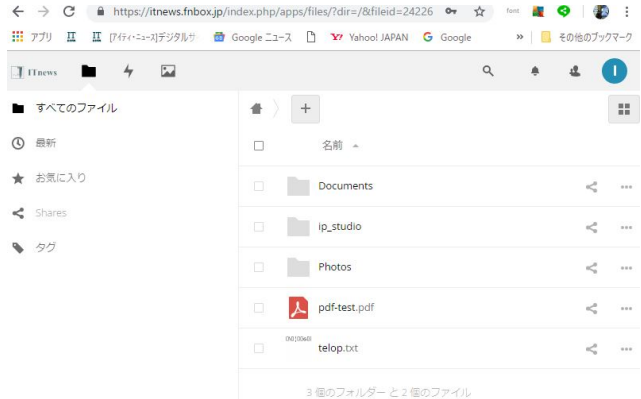 https://itnews.fnbox.jp/index.php/apps/files/?dir=/&fileid=24226
font
アプリ [アイティ・ニュース]デジタルサ Google ニュース Yahoo! JAPAN G Google » その他のブックマーク
ITnews I
すべてのファイル
最新
お気に入り
Shares
タグ
名前
Documents
ip_studio
Photos
pdf-test.pdf
telop.txt
3 個のフォルダー と 2 個のファイル